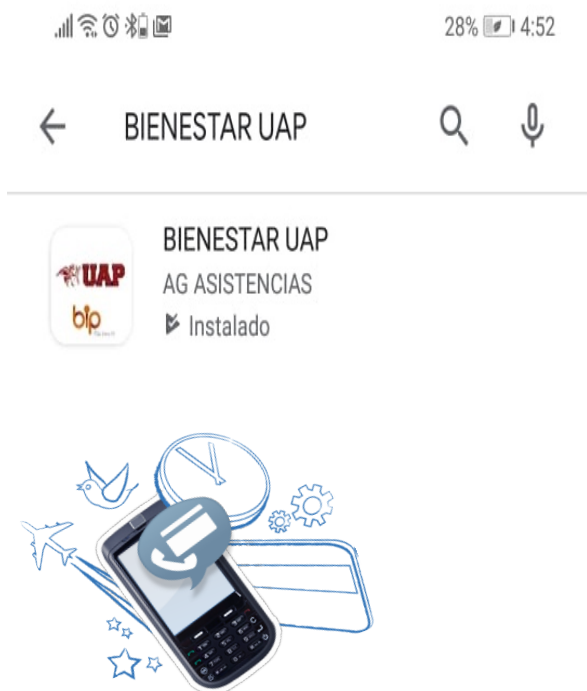 28% 4:52
BIENESTAR UAP
BIENESTAR UAP
AG ASISTENCIAS
Instalado
UAP
bip